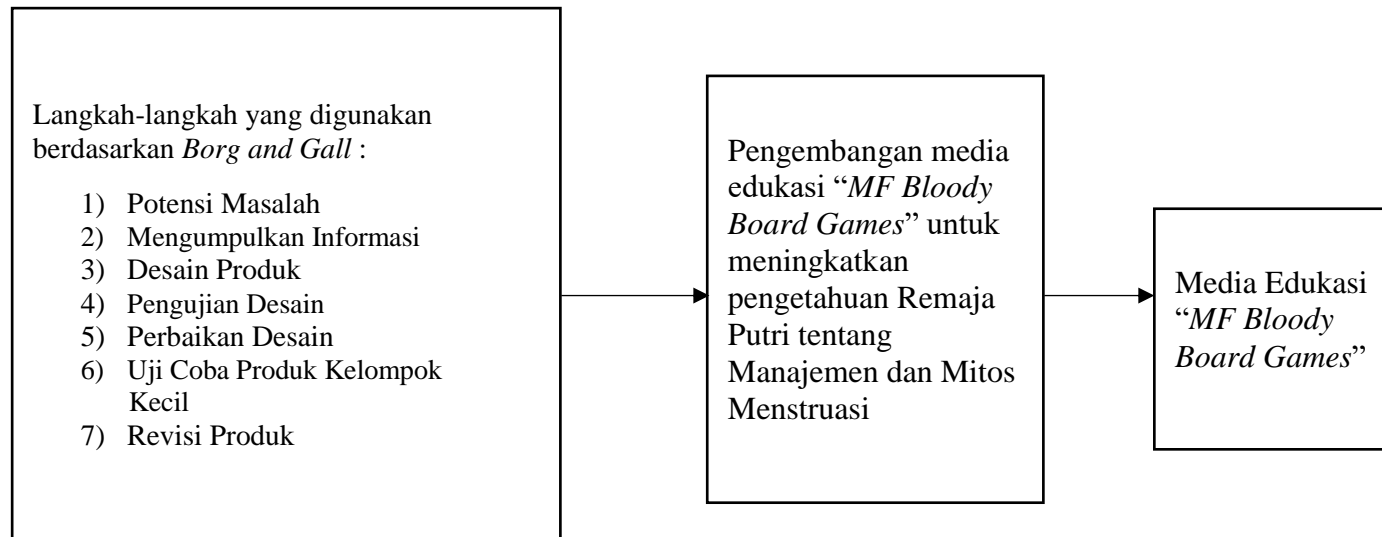 Langkah-langkah yang digunakan
berdasarkan Borg and Gall :
1) Potensi Masalah
2) Mengumpulkan Informasi
3) Desain Produk
4) Pengujian Desain
5) Perbaikan Desain
6) Uji Coba Produk Kelompok
Kecil
7) Revisi Produk
Pengembangan media
edukasi “MF Bloody
Board Games” untuk
meningkatkan
pengetahuan Remaja
Putri tentang
Manajemen dan Mitos
Menstruasi
Media Edukasi
“MF Bloody
Board Games”